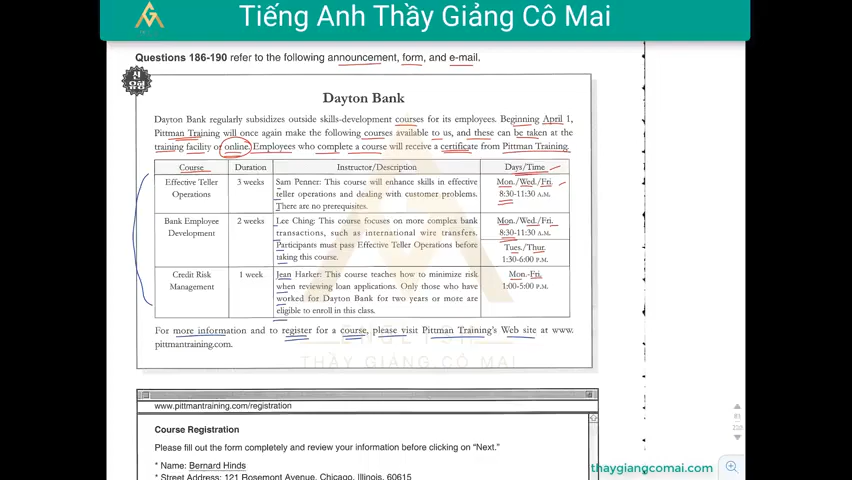 Tiếng Anh Thầy Giảng Cô Mai
Questions 186-190 refer to the following announcement, form, and e-mail.
Dayton Bank
Dayton Bank regularly subsidizes outside skills-development courses for its employees. Beginning April 1,
Pittman Training will once again make the following courses available to us, and these can be taken at the
training facility or online. Employees who complete a course will receive a certificate from Pittman Training.
Course Duration Instructor/Description Days/Time
Effective Teller 3 weeks Sam Penner: This course will enhance skills in effective Mon./Wed./Fri.
Operations teller operations and dealing with customer problems. 8:30-11:30 A.M.
There are no prerequisites.
Bank Employee 2 weeks Lee Ching: This course focuses on more complex bank Mon./Wed./Fri.
Development transactions, such as international wire transfers. 8:30-11:30 A.M.
Participants must pass Effective Teller Operations before Tues./Thur.
taking this course. 1:30-6:00 P.M.
Credit Risk 1 week Jean Harker: This course teaches how to minimize risk Mon.-Fri.
Management when reviewing loan applications. Only those who have 1:00-5:00 P.M.
worked for Dayton Bank for two years or more are
eligible to enroll in this class.
For more information and to register for a course, please visit Pittman Training's Web site at www.
pittmantraining.com.
THẦY GIẢNG CÔ MAI
www.pittmantraining.com/registration
Course Registration
Please fill out the form completely and review your information before clicking on “Next.”
* Name: Bernard Hinds
* Street Address: 121 Rosemont Avenue, Chicago, Illinois, 60615
thaygiangcomai.com